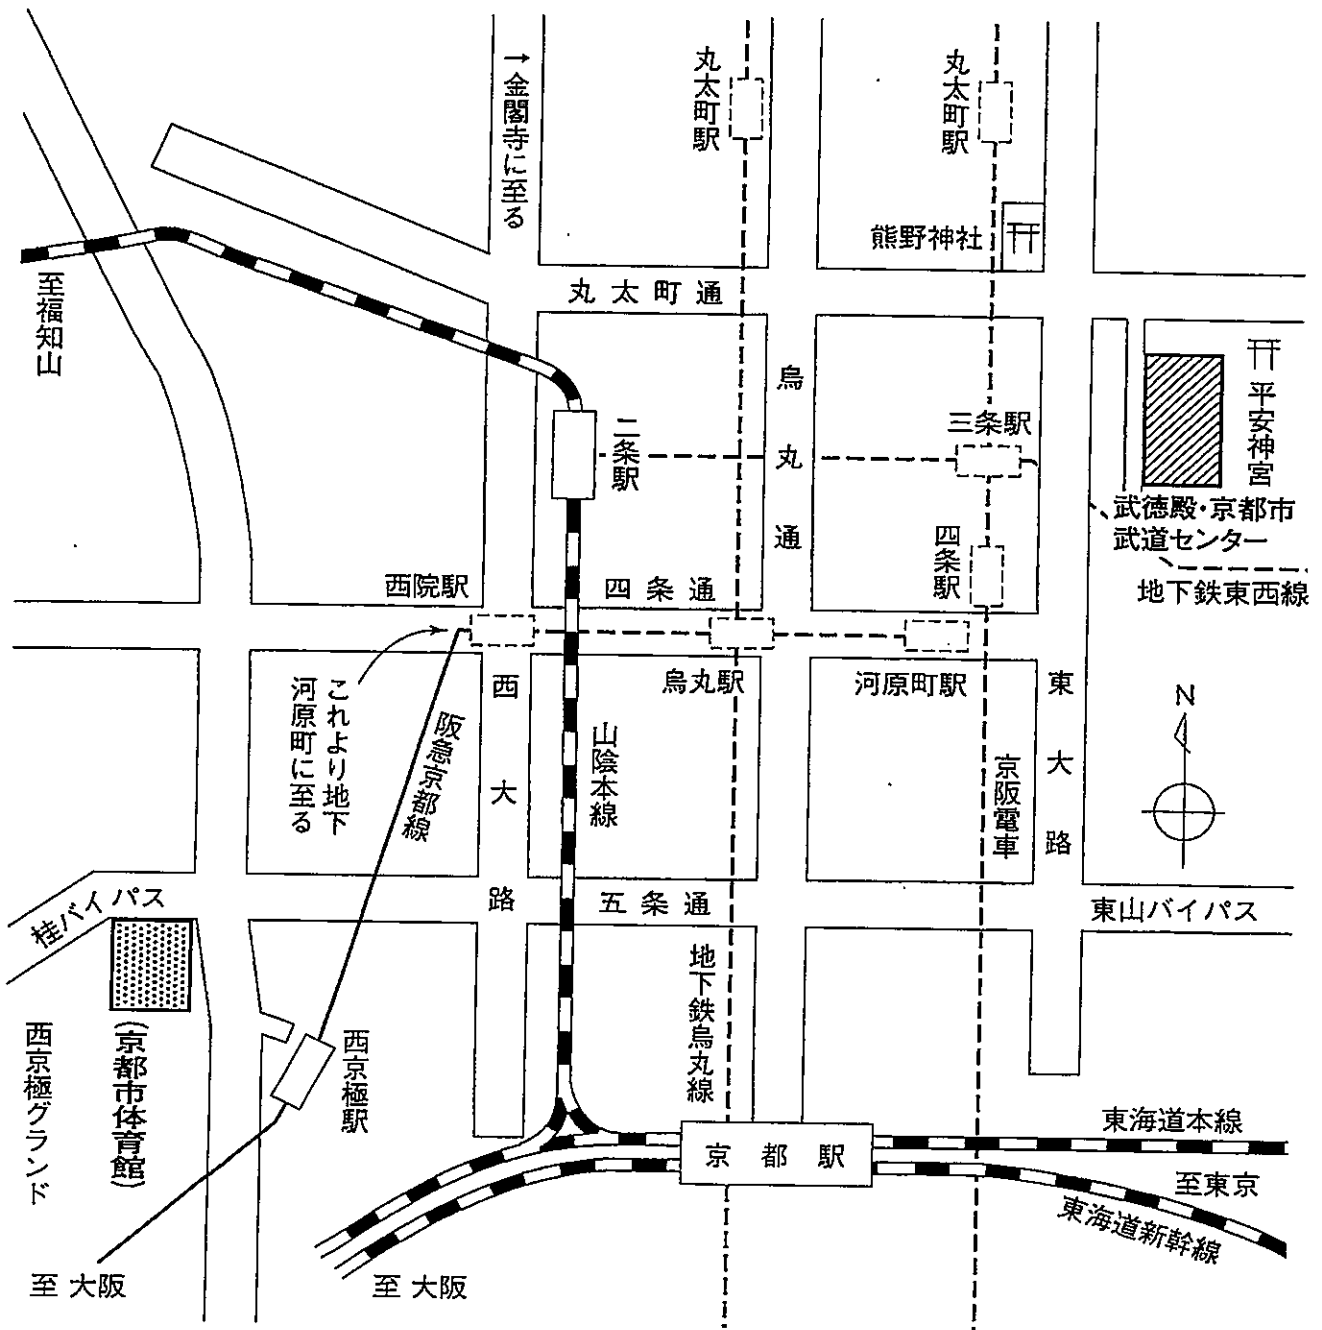 ↑金閣寺に至る
丸太町駅
丸太町駅
熊野神社
丸太町通
至福知山
烏丸通
二条駅
三条駅
平安神宮
武徳殿・京都市
武道センター
地下鉄東西線
四条駅
西院駅
四条通
烏丸駅
河原町駅
これより地下
河原町に至る
阪急京都線
西大路
山陰本線
京阪電車
東大路
N
桂バイパス
五条通
東山バイパス
西京極グランド
(京都市体育館)
西京極駅
地下鉄烏丸線
京都駅
東海道本線
至東京
東海道新幹線
至大阪
至大阪